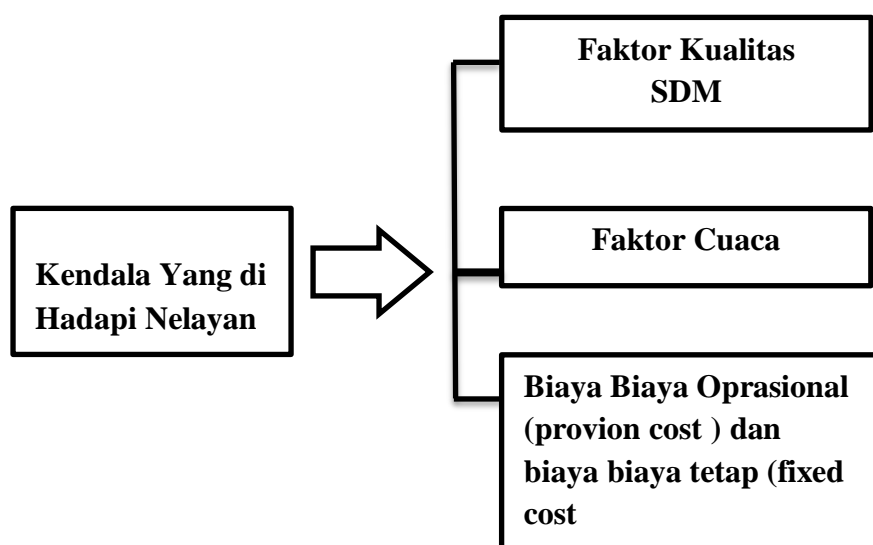 Faktor Kualitas
SDM
Kendala Yang di
Hadapi Nelayan
Faktor Cuaca
Biaya Biaya Oprasional
(provion cost ) dan
biaya biaya tetap (fixed
cost